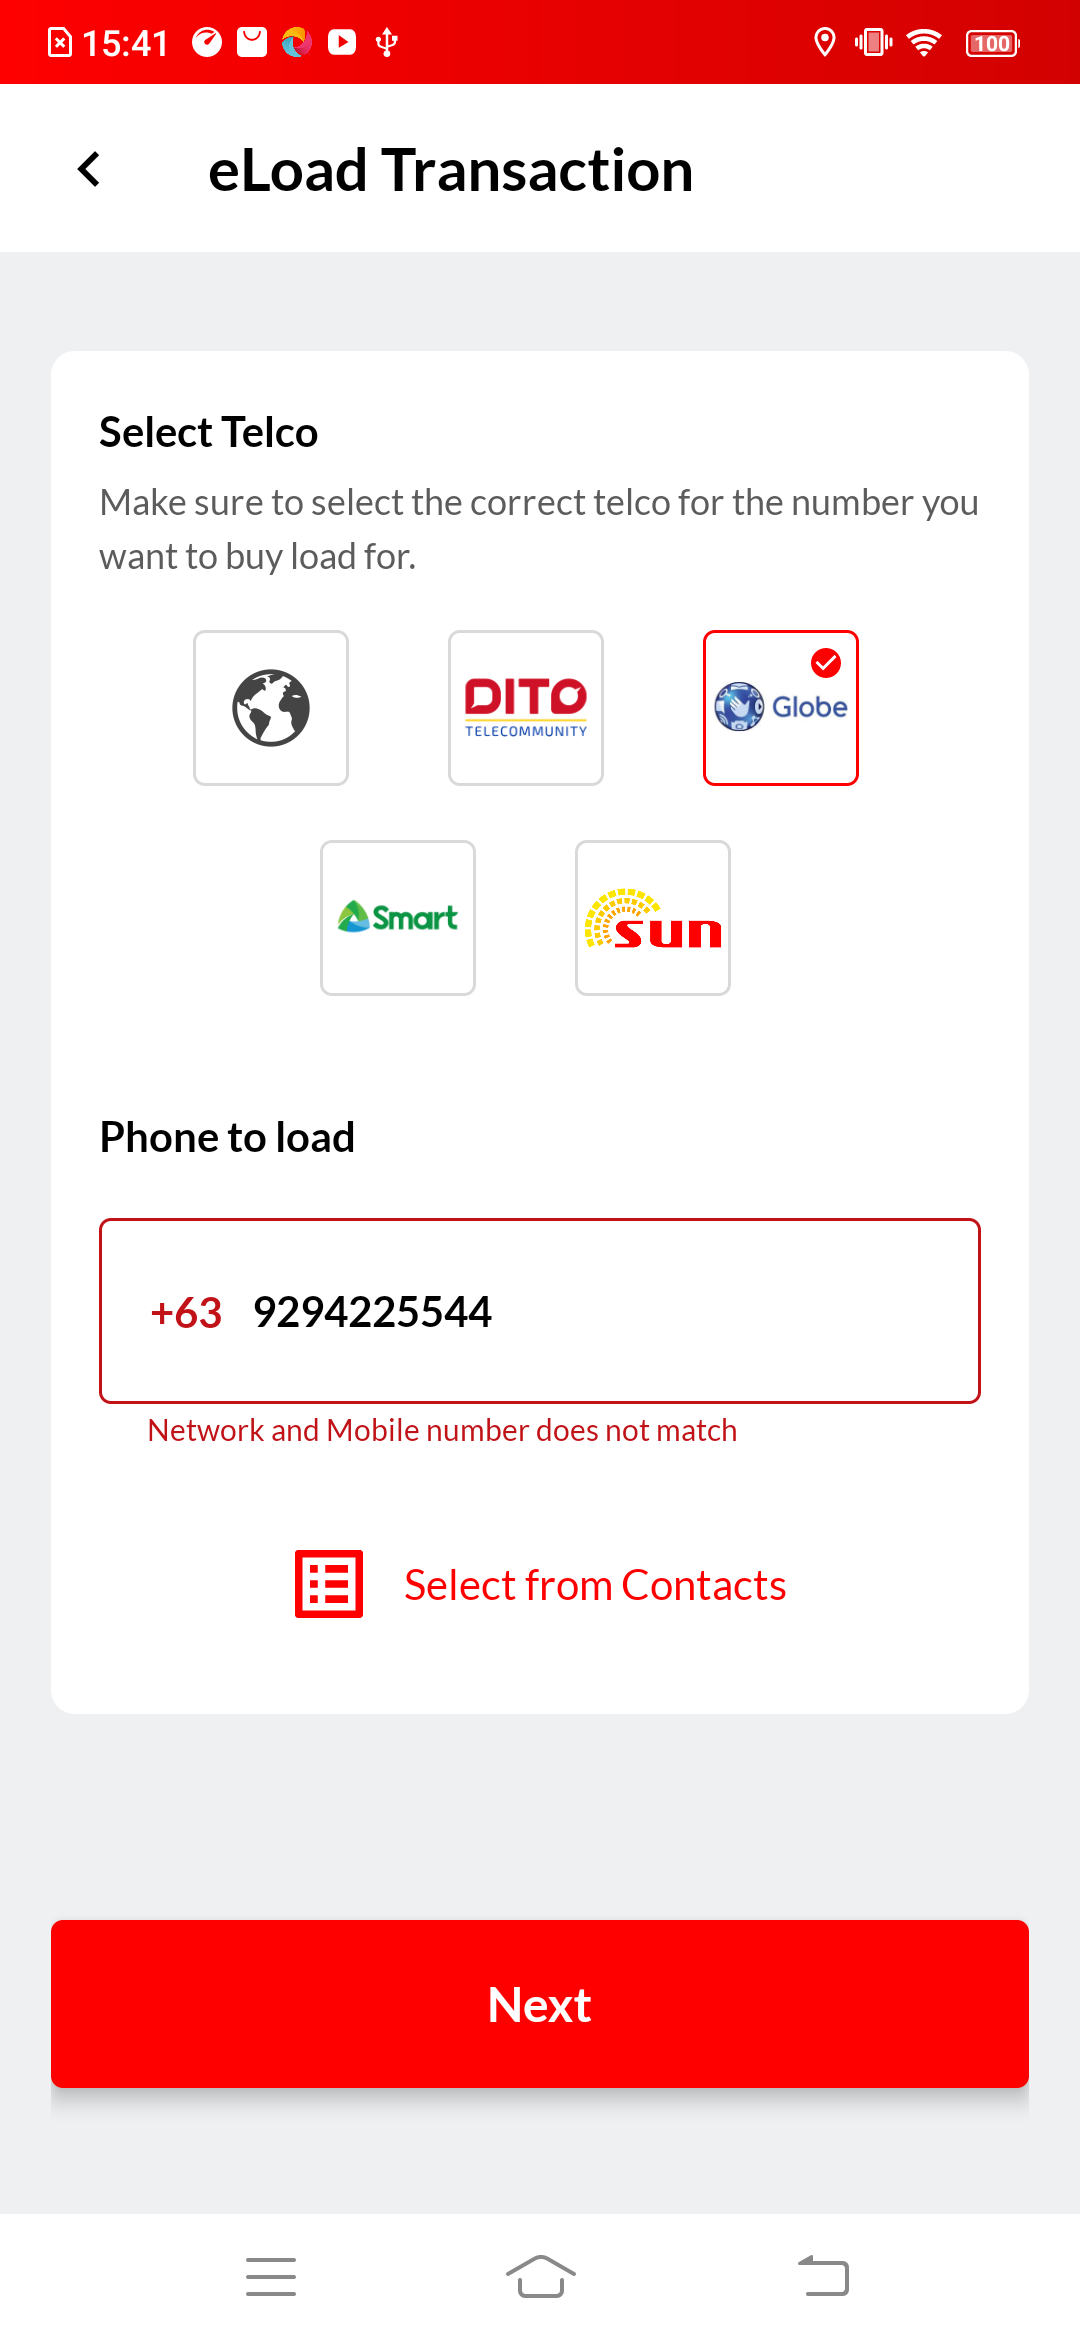 15:41
100
eLoad Transaction
Select Telco
Make sure to select the correct telco for the number you
want to buy load for.
DITO
TELECOMMUNITY
Globe
Smart
sun
Phone to load
+63 9294225544
Network and Mobile number does not match
Select from Contacts
Next